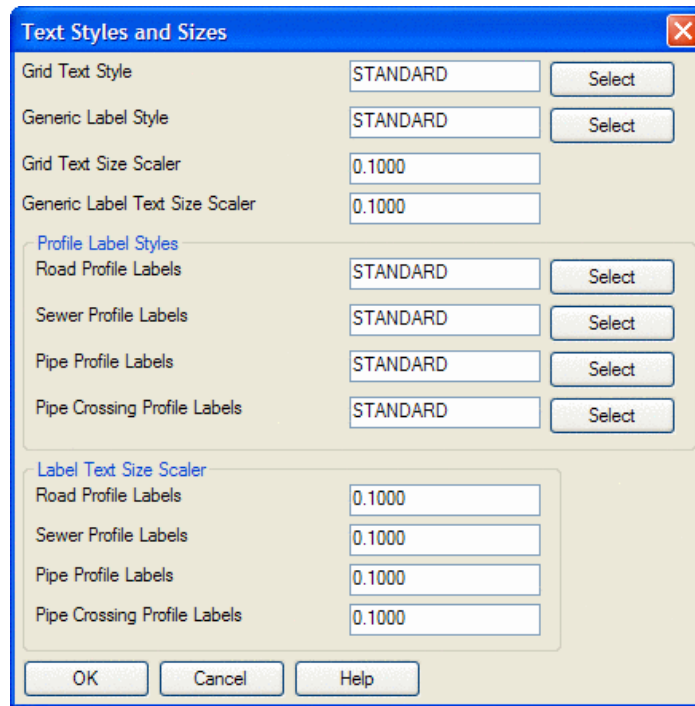 Text Styles and Sizes
Grid Text Style STANDARD Select
Generic Label Style STANDARD Select
Grid Text Size Scaler 0.1000
Generic Label Text Size Scaler 0.1000
Profile Label Styles
Road Profile Labels STANDARD Select
Sewer Profile Labels STANDARD Select
Pipe Profile Labels STANDARD Select
Pipe Crossing Profile Labels STANDARD Select
Label Text Size Scaler
Road Profile Labels 0.1000
Sewer Profile Labels 0.1000
Pipe Profile Labels 0.1000
Pipe Crossing Profile Labels 0.1000
OK Cancel Help